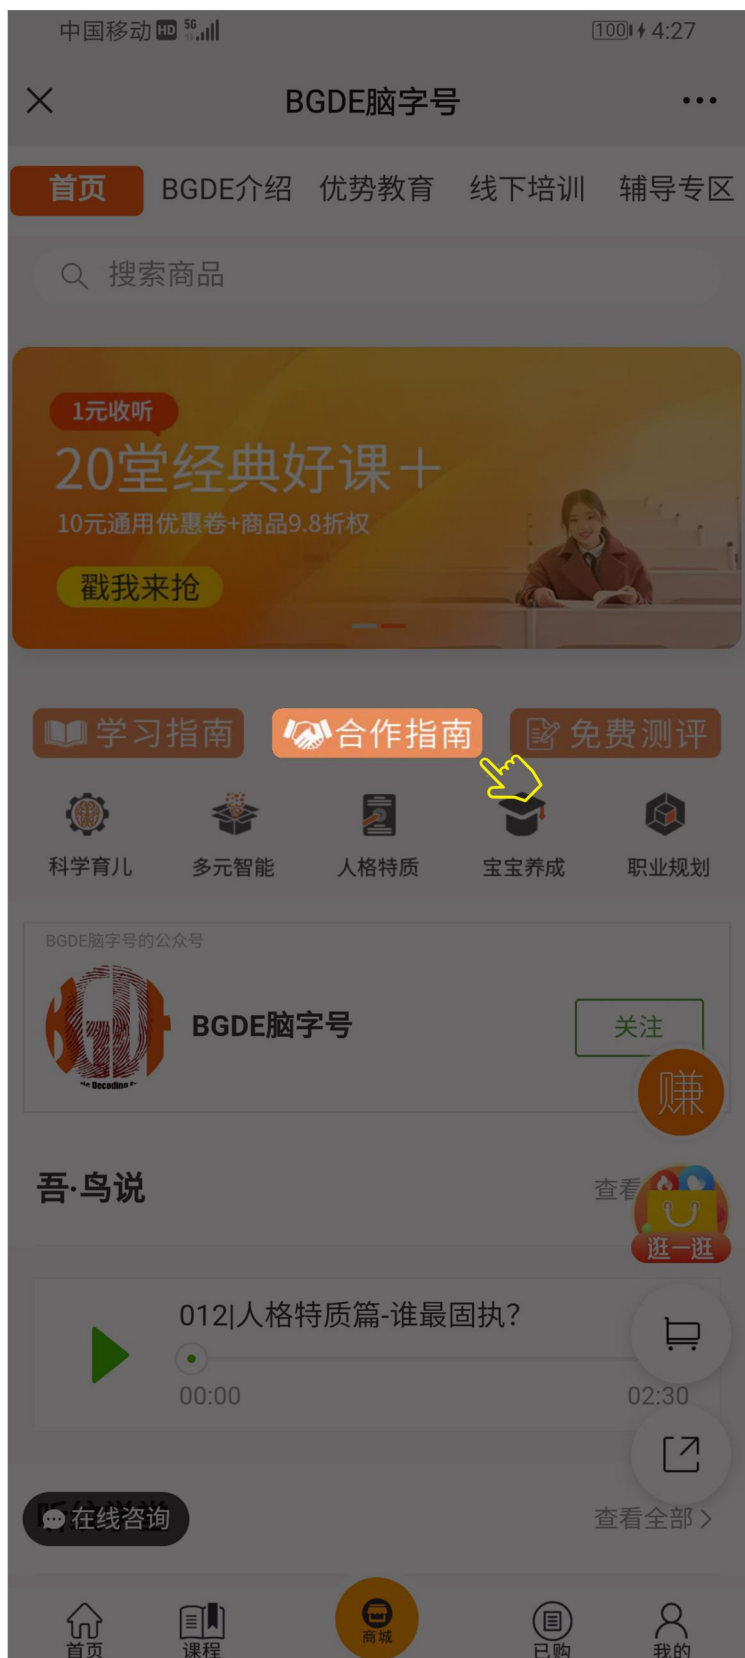 中国移动 HD 5G 100 4:27
BGDE脑字号
首页 BGDE介绍 优势教育 线下培训 辅导专区
搜索商品
1元收听
20堂经典好课＋
10元通用优惠卷+商品9.8折权
戳我来抢
学习指南 合作指南 免费测评
科学育儿 多元智能 人格特质 宝宝养成 职业规划
BGDE脑字号的公众号
BGDE脑字号 关注
赚
吾·鸟说 查看
逛一逛
012|人格特质篇-谁最固执?
00:00 02:30
在线咨询 查看全部
首页 课程 商城 已购 我的